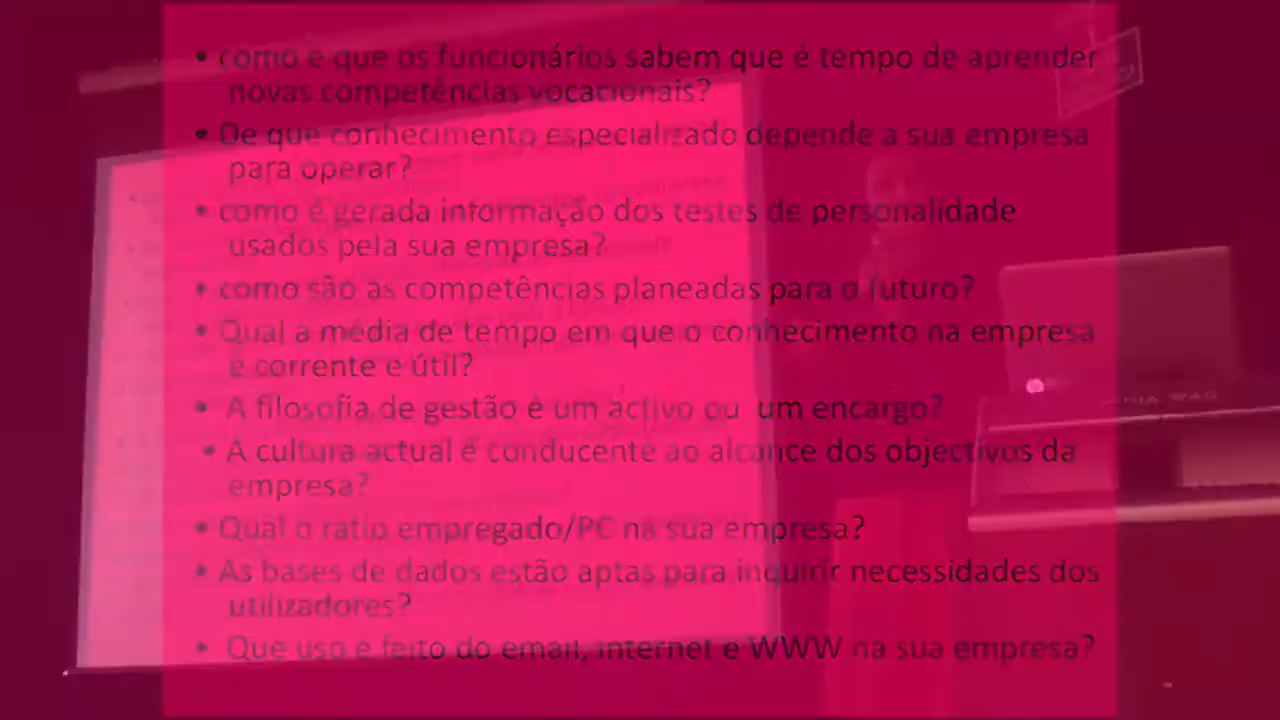 • como e que os funcionários sabem que é tempo de aprender
novas competências vocacionais?
• De que conhecimento especializado depende a sua empresa
para operar?
• como é gerada informação dos testes de personalidade
usados pela sua empresa?
• como são as competências planeadas para o futuro?
• Qual a média de tempo em que o conhecimento na empresa
é corrente e útil?
• A filosofia de gestão é um activo ou um encargo?
• A cultura actual é conducente ao alcance dos objectivos da
empresa?
• Qual o ratio empregado/PC na sua empresa?
• As bases de dados estão aptas para inquirir necessidades dos
utilizadores?
• Que uso e feito do email, internet e WWW na sua empresa?